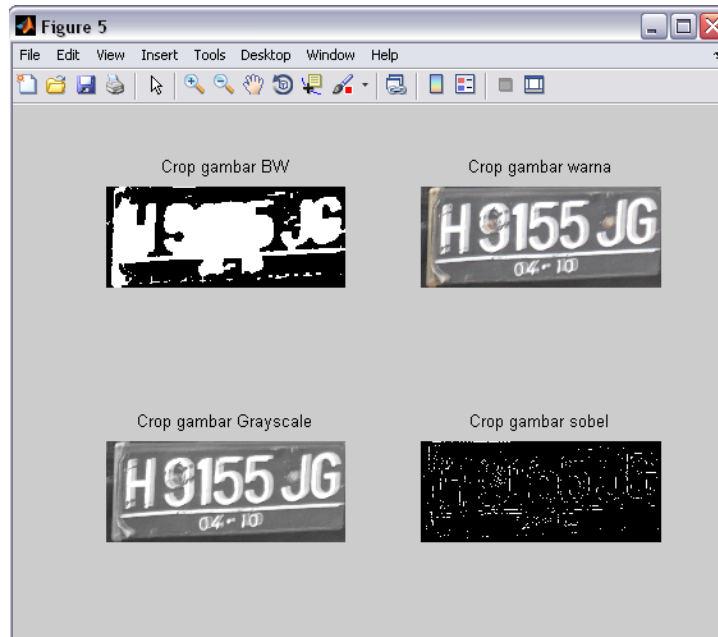 Figure 5
File Edit View Insert Tools Desktop Window Help
Crop gambar BW
Crop gambar warna
H 9155 JG
04-10
Crop gambar Grayscale
Crop gambar sobel
H 9155 JG
04-10